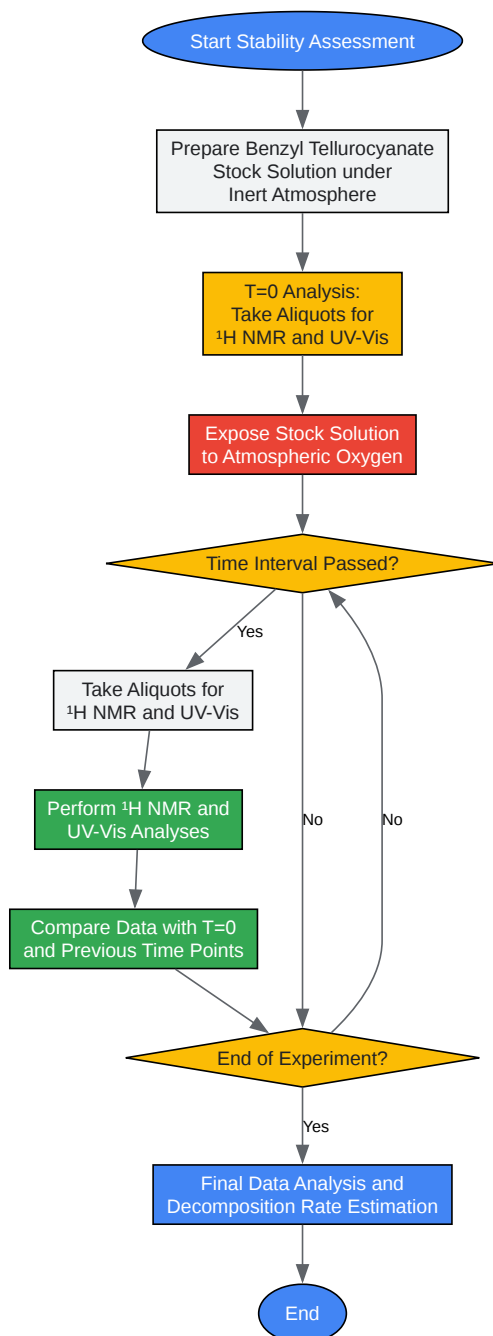 Start Stability Assessment
Prepare Benzyl Tellurocyanate
Stock Solution under
Inert Atmosphere
T=0 Analysis:
Take Aliquots for
¹H NMR and UV-Vis
Expose Stock Solution
to Atmospheric Oxygen
Time Interval Passed?
Yes
Take Aliquots for
¹H NMR and UV-Vis
Perform ¹H NMR and
UV-Vis Analyses
No
No
Compare Data with T=0
and Previous Time Points
End of Experiment?
Yes
Final Data Analysis and
Decomposition Rate Estimation
End